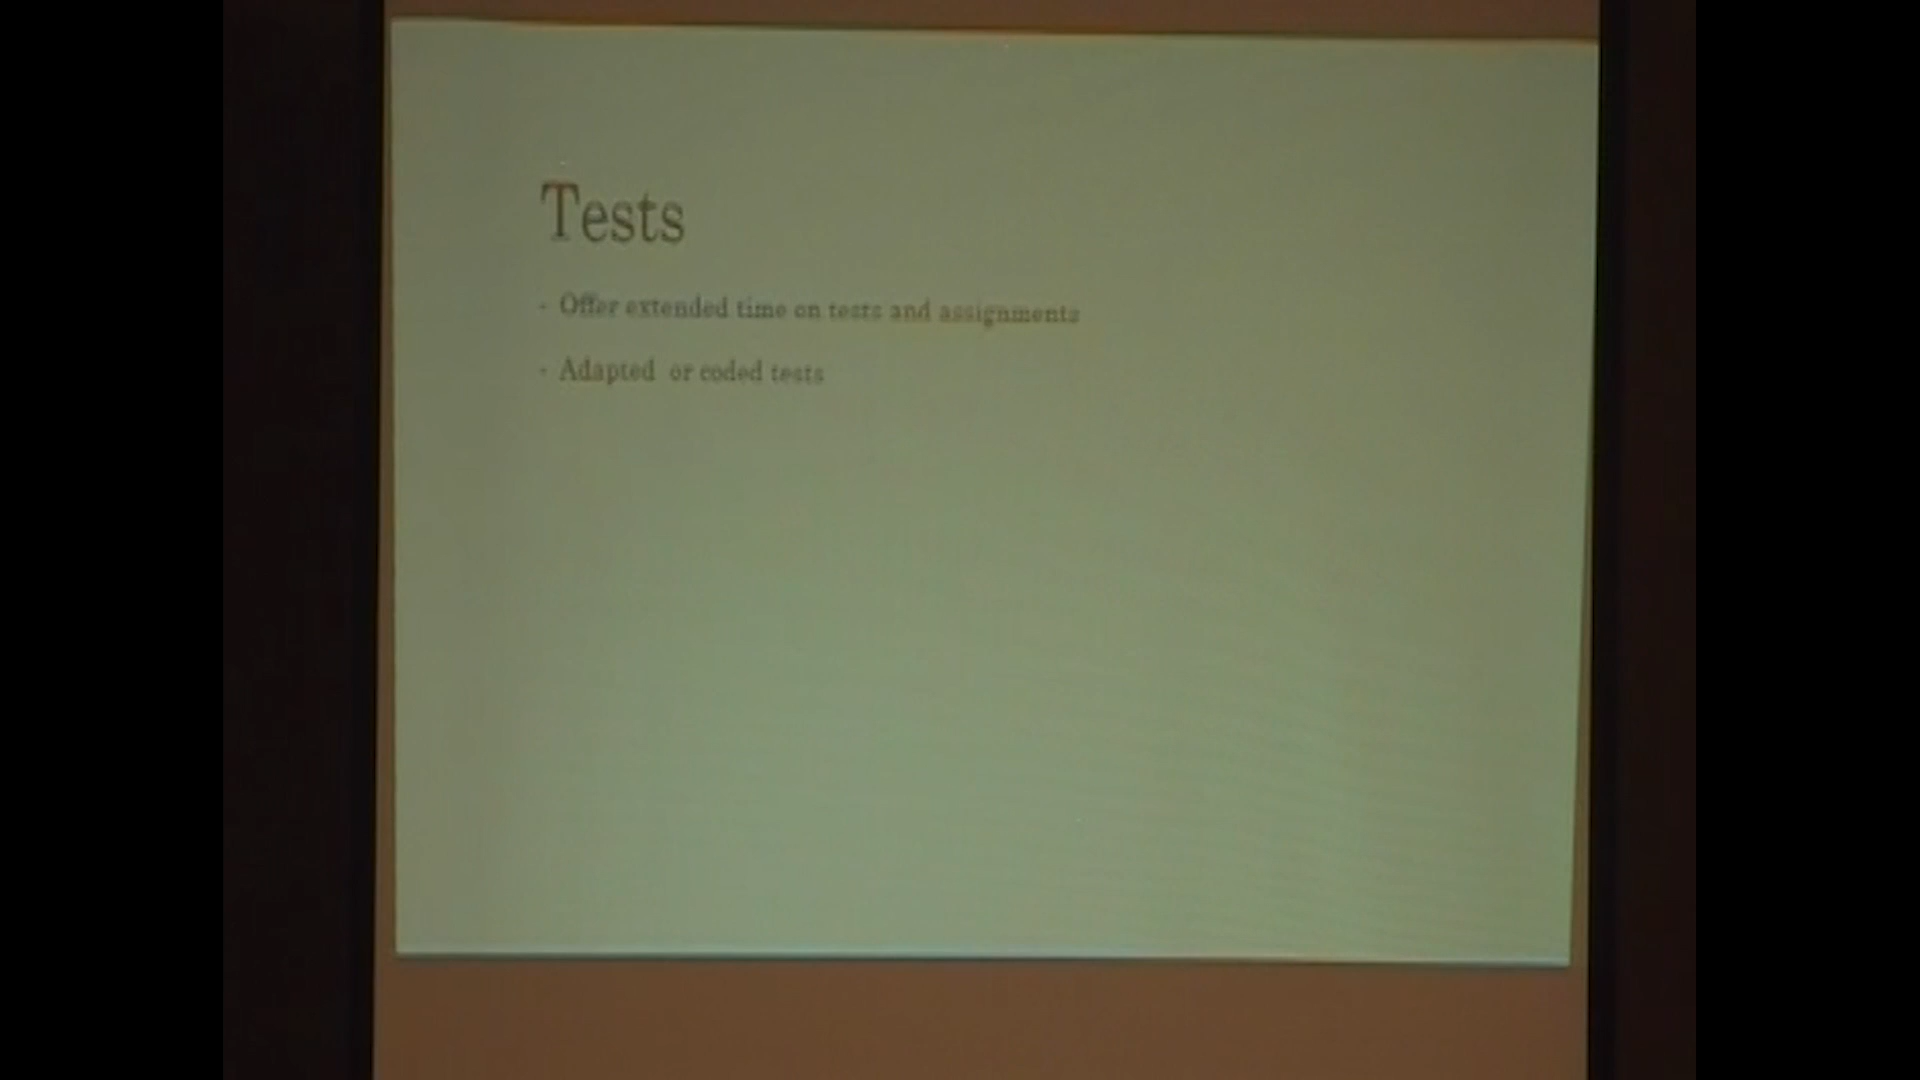 Tests
- Offer extended time on tests and assignments
- Adapted or coded tests